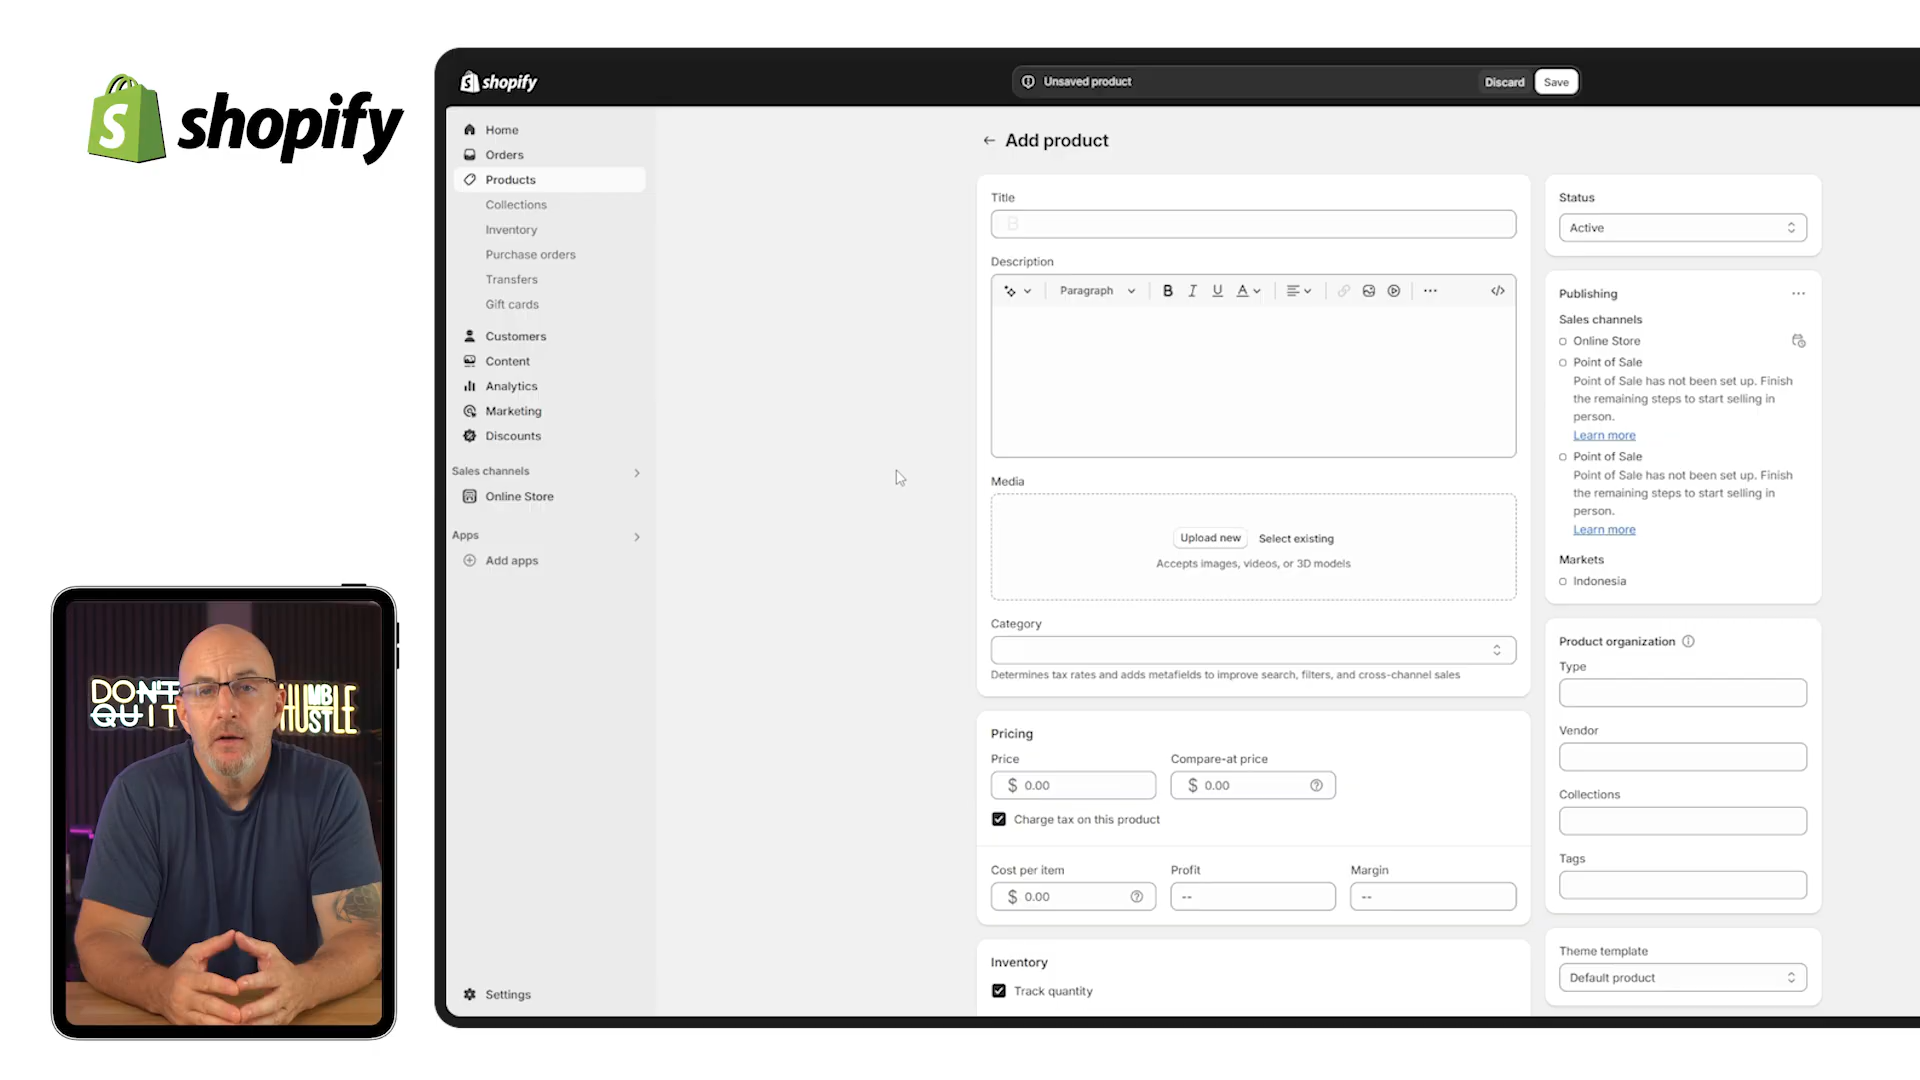 shopify
shopify
Unsaved product
Discard
Save
Home
Orders
Products
Collections
Inventory
Purchase orders
Transfers
Gift cards
Customers
Content
Analytics
Marketing
Discounts
Sales channels
Online Store
Apps
Add apps
Settings
Add product
Title
B
Description
Paragraph
B I U A
Media
Upload new
Select existing
Accepts images, videos, or 3D models
Category
Determines tax rates and adds metafields to improve search, filters, and cross-channel sales
Pricing
Price
Compare-at price
$ 0.00
$ 0.00
Charge tax on this product
Cost per item
Profit
Margin
$ 0.00
--
--
Inventory
Track quantity
Status
Active
Publishing
Sales channels
Online Store
Point of Sale
Point of Sale has not been set up. Finish
the remaining steps to start selling in
person.
Learn more
Point of Sale
Point of Sale has not been set up. Finish
the remaining steps to start selling in
person.
Learn more
Markets
Indonesia
Product organization
Type
Vendor
Collections
Tags
Theme template
Default product
DON'T
QUIT
HUMBLE
HUSTLE